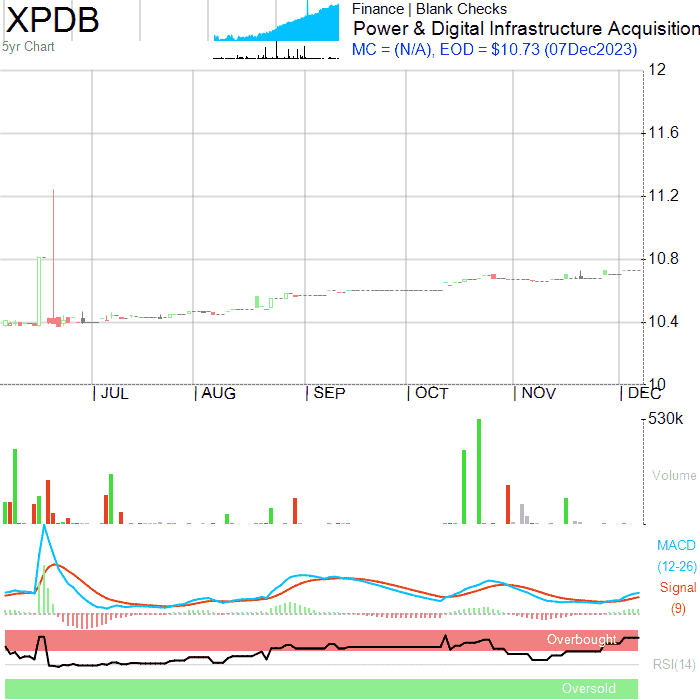 XPDB
5yr Chart
Finance | Blank Checks
Power & Digital Infrastructure Acquisition
MC = (N/A), EOD = $10.73 (07Dec2023)
12
11.6
11.2
10.8
10.4
10
JUL
AUG
SEP
OCT
NOV
DEC
530k
Volume
MACD
(12-26)
Signal
(9)
Overbought
RSI(14)
Oversold